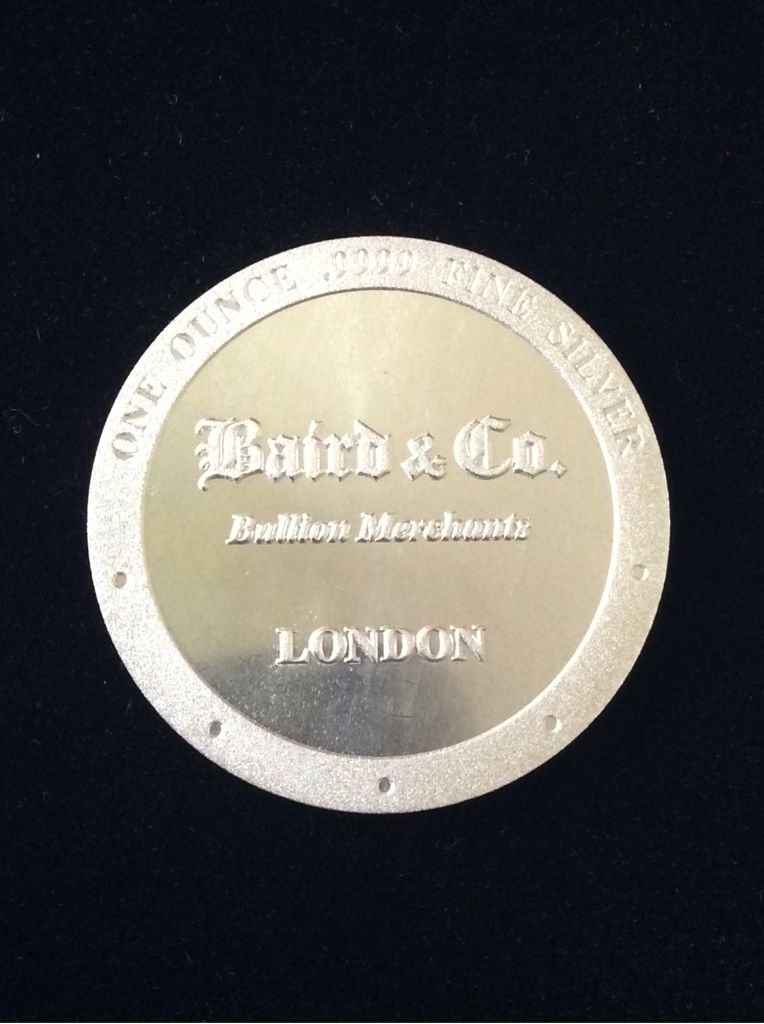 ONE OUNCE .9999 FINE SILVER
Baird & Co.
Bullion Merchants
LONDON